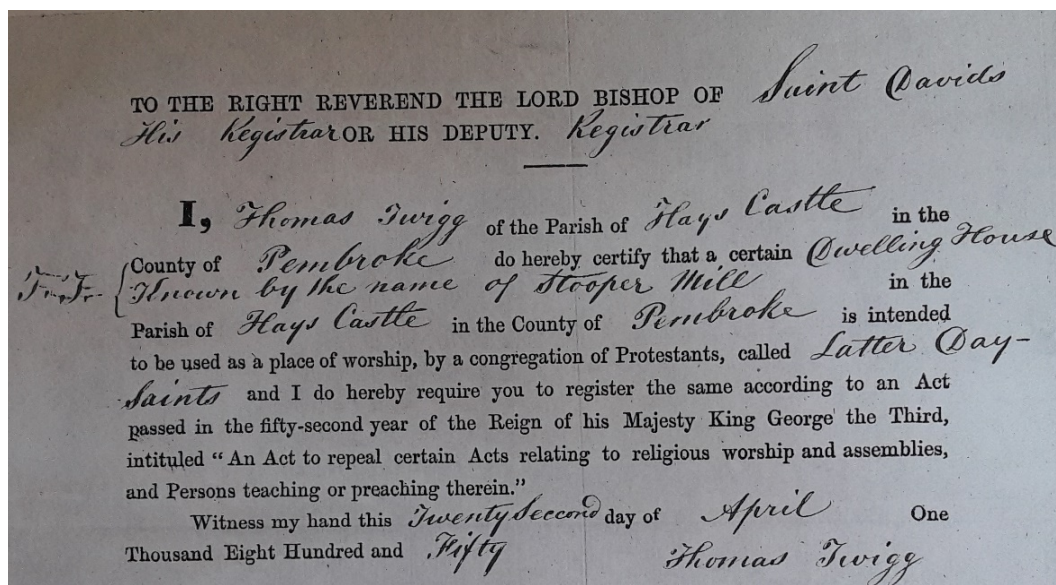 TO THE RIGHT REVEREND THE LORD BISHOP OF Saint Davids
His Registrar OR HIS DEPUTY. Registrar
I, Thomas Twigg of the Parish of Hays Castle in the
County of Pembroke do hereby certify that a certain Dwelling House
Known by the name of Stooper Mill in the
Parish of Hays Castle in the County of Pembroke is intended
to be used as a place of worship, by a congregation of Protestants, called Latter Day-
Saints and I do hereby require you to register the same according to an Act
passed in the fifty-second year of the Reign of his Majesty King George the Third,
intituled “An Act to repeal certain Acts relating to religious worship and assemblies,
and Persons teaching or preaching therein.”
Witness my hand this Twenty Second day of April One
Thousand Eight Hundred and Fifty
Thomas Twigg